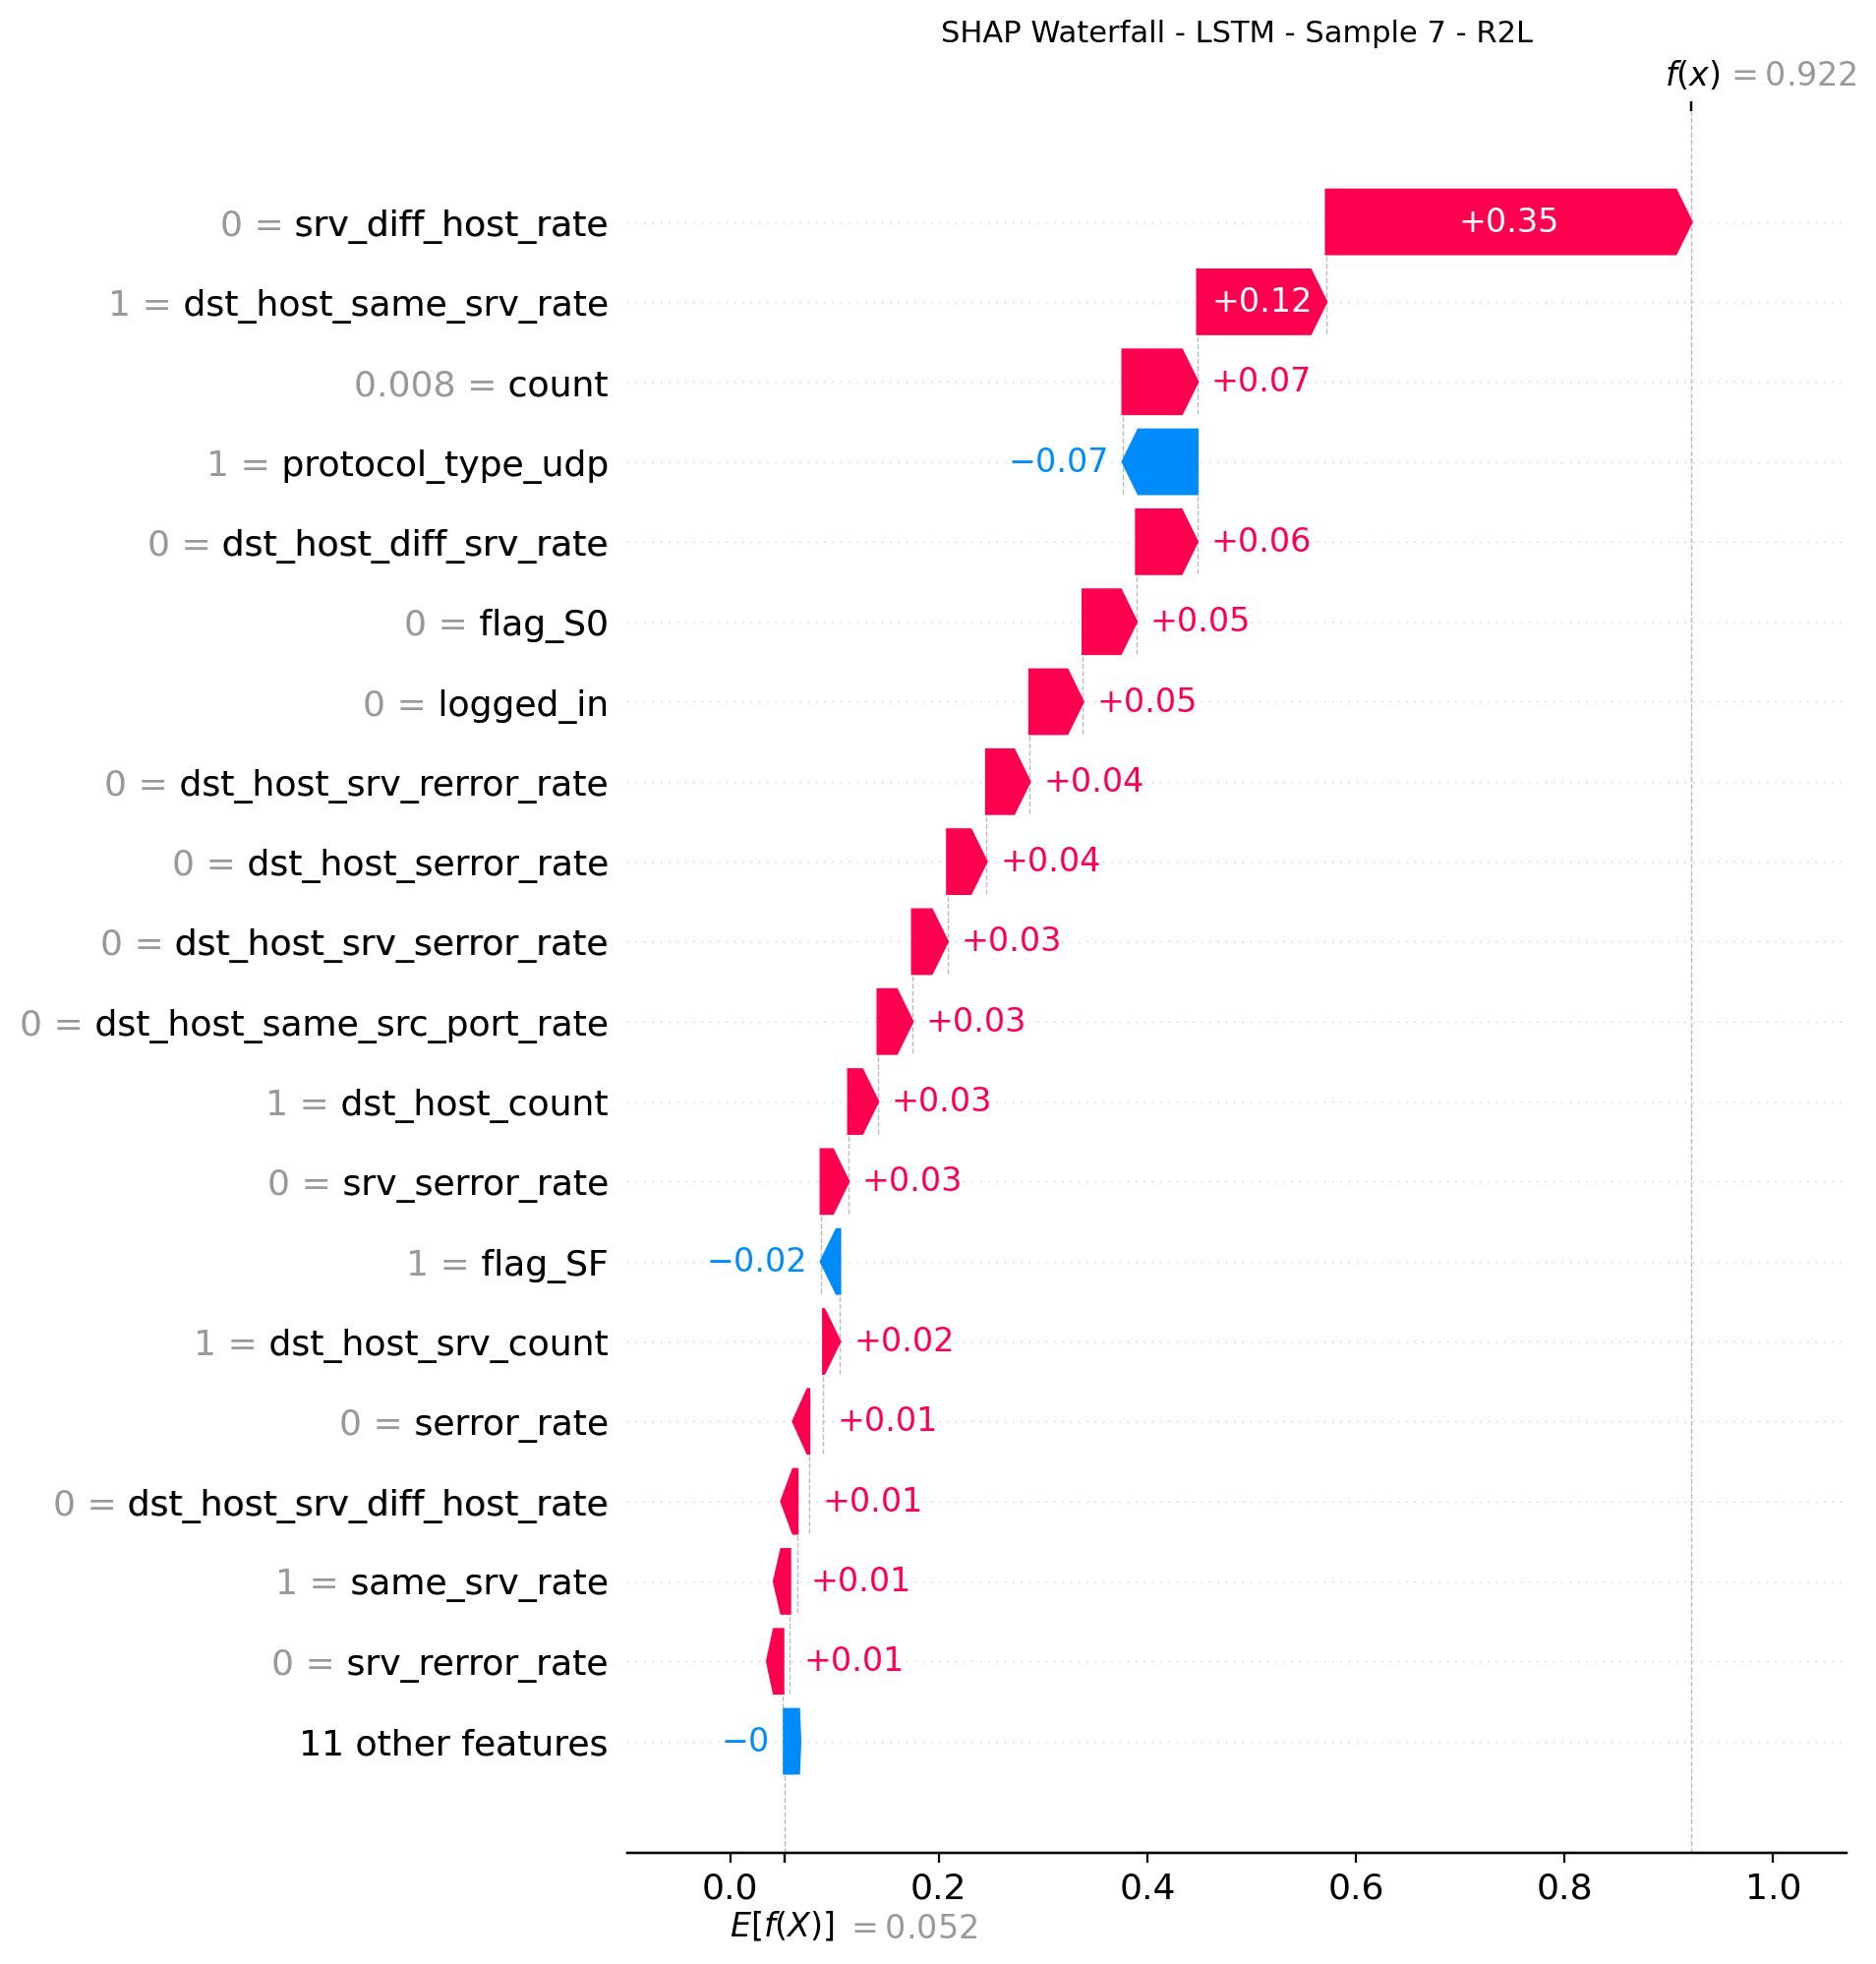 SHAP Waterfall - LSTM - Sample 7 - R2L
f(x) = 0.922
0 = srv_diff_host_rate +0.35
1 = dst_host_same_srv_rate +0.12
0.008 = count +0.07
1 = protocol_type_udp −0.07
0 = dst_host_diff_srv_rate +0.06
0 = flag_S0 +0.05
0 = logged_in +0.05
0 = dst_host_srv_rerror_rate +0.04
0 = dst_host_serror_rate +0.04
0 = dst_host_srv_serror_rate +0.03
0 = dst_host_same_src_port_rate +0.03
1 = dst_host_count +0.03
0 = srv_serror_rate +0.03
1 = flag_SF −0.02
1 = dst_host_srv_count +0.02
0 = serror_rate +0.01
0 = dst_host_srv_diff_host_rate +0.01
1 = same_srv_rate +0.01
0 = srv_rerror_rate +0.01
11 other features −0
0.0 0.2 0.4 0.6 0.8 1.0
E[f(X)] = 0.052